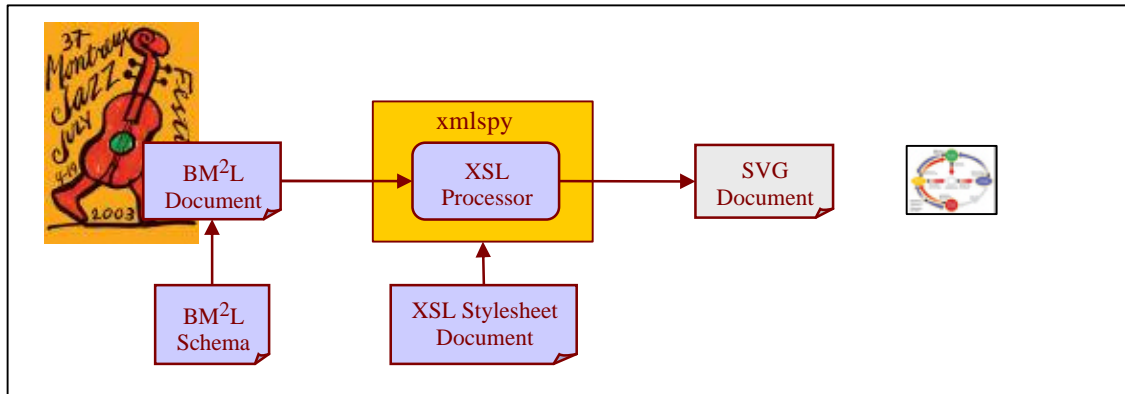 37
Montreux
Jazz
July
4-19
2003
xmlspy
BM²L
Document
XSL
Processor
SVG
Document
BM²L
Schema
XSL Stylesheet
Document